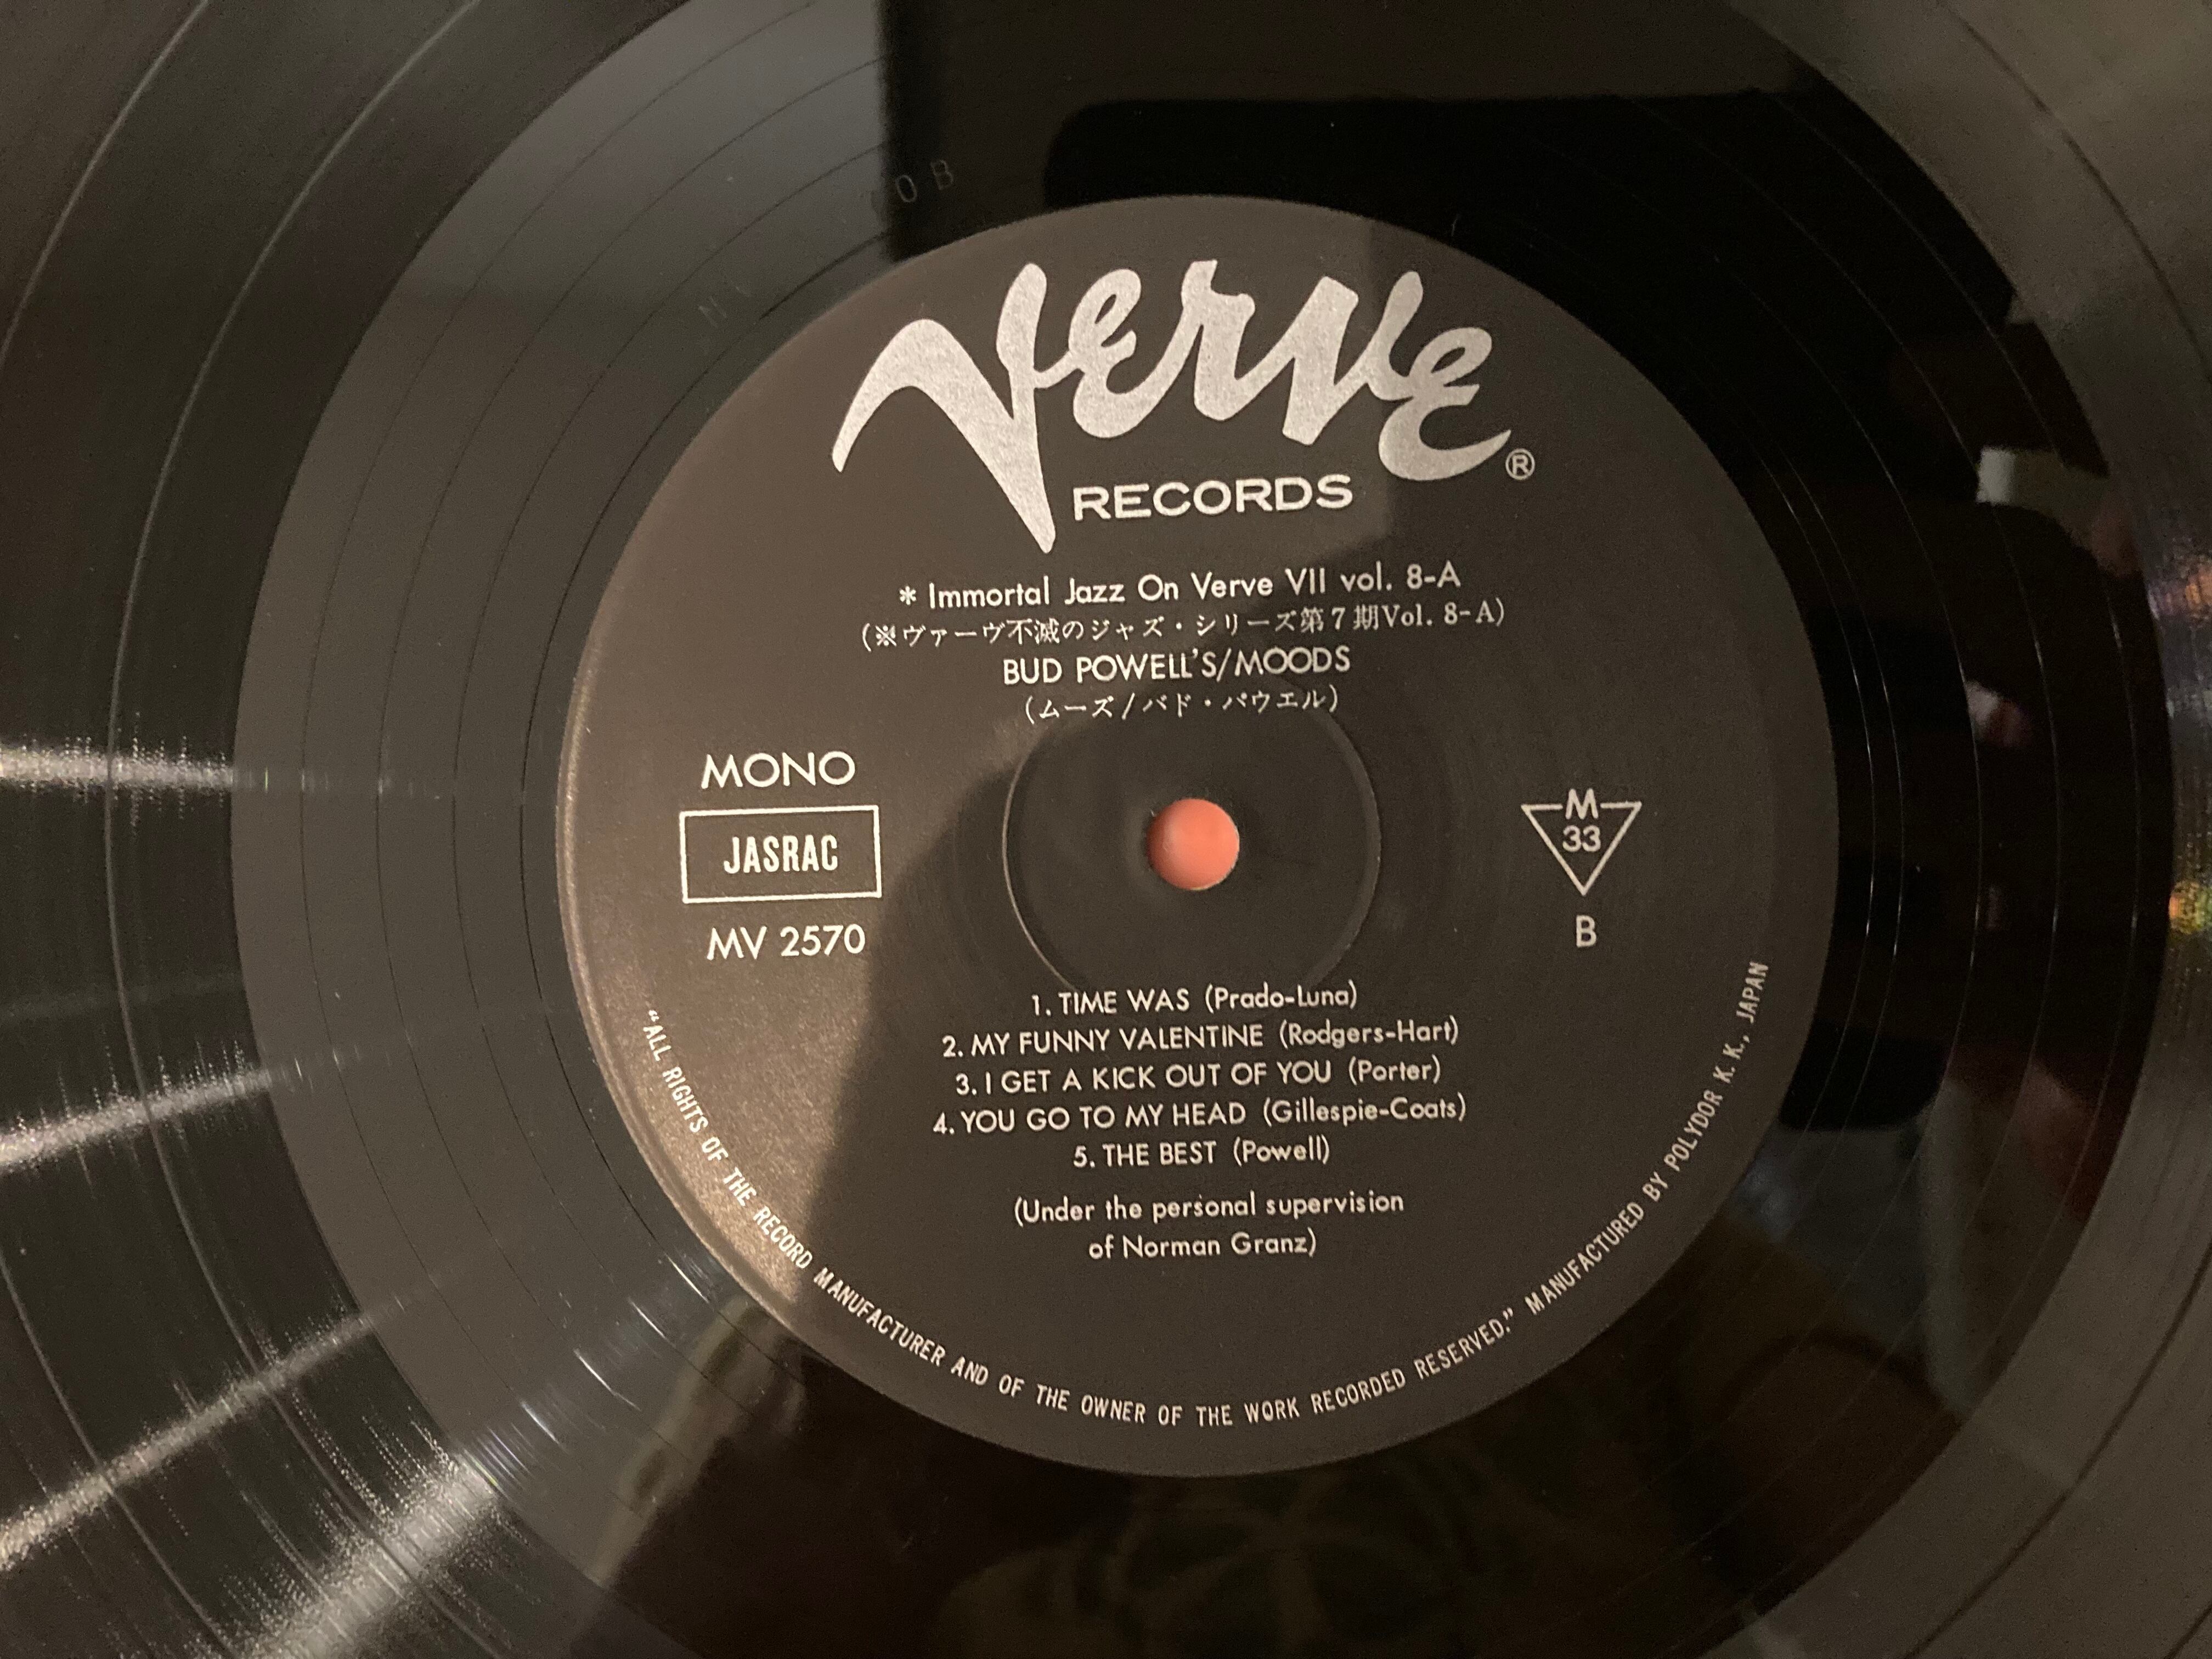 Verve ®
RECORDS
* Immortal Jazz On Verve VII vol. 8-A
(※ヴァーヴ不滅のジャズ・シリーズ第7期Vol. 8-A)
BUD POWELL'S/MOODS
(ムーズ/バド・パウエル)
MONO
JASRAC
MV 2570
M
33
B
1. TIME WAS (Prado-Luna)
2. MY FUNNY VALENTINE (Rodgers-Hart)
3. I GET A KICK OUT OF YOU (Porter)
4. YOU GO TO MY HEAD (Gillespie-Coats)
5. THE BEST (Powell)
(Under the personal supervision
of Norman Granz)
"ALL RIGHTS OF THE RECORD MANUFACTURER AND OF THE OWNER OF THE WORK RECORDED RESERVED." MANUFACTURED BY POLYDOR K. K., JAPAN